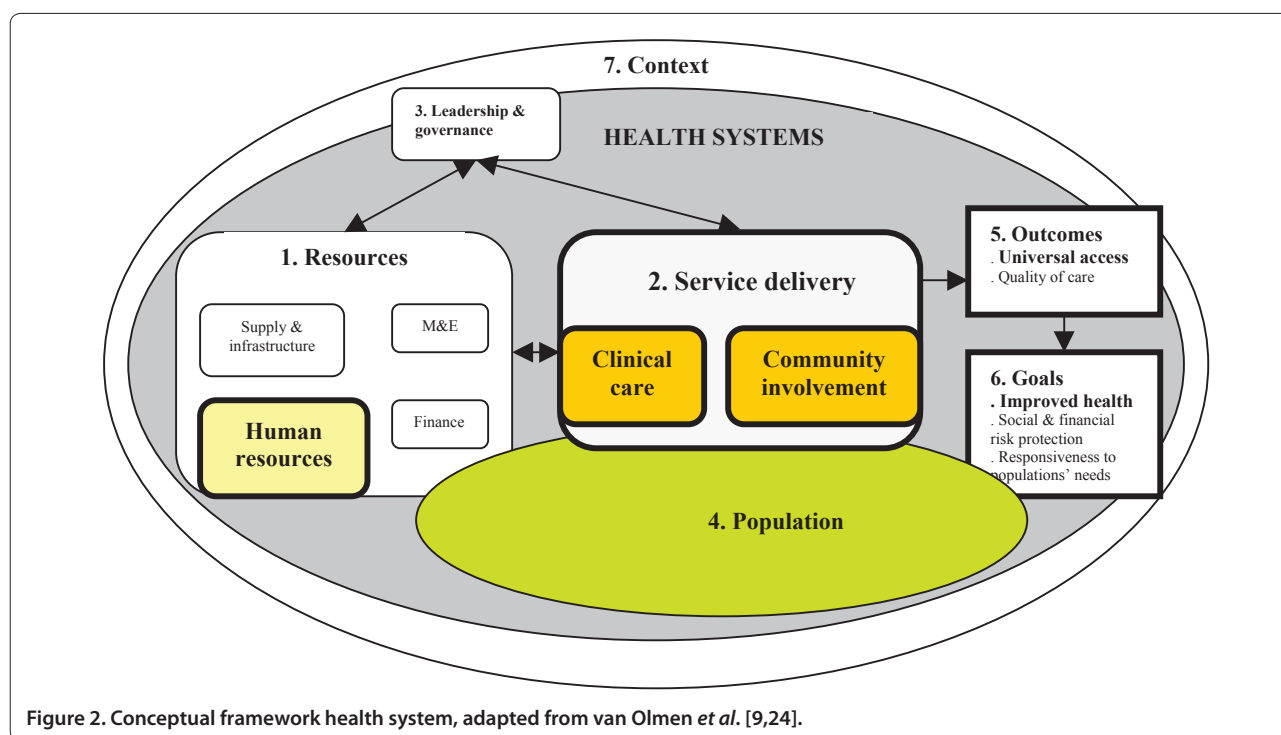 7. Context
3. Leadership &
governance
HEALTH SYSTEMS
1. Resources
Supply &
infrastructure
M&E
Human
resources
Finance
2. Service delivery
Clinical
care
Community
involvement
5. Outcomes
. Universal access
. Quality of care
6. Goals
. Improved health
. Social & financial
risk protection
. Responsiveness to
populations' needs
4. Population
Figure 2. Conceptual framework health system, adapted from van Olmen et al. [9,24].